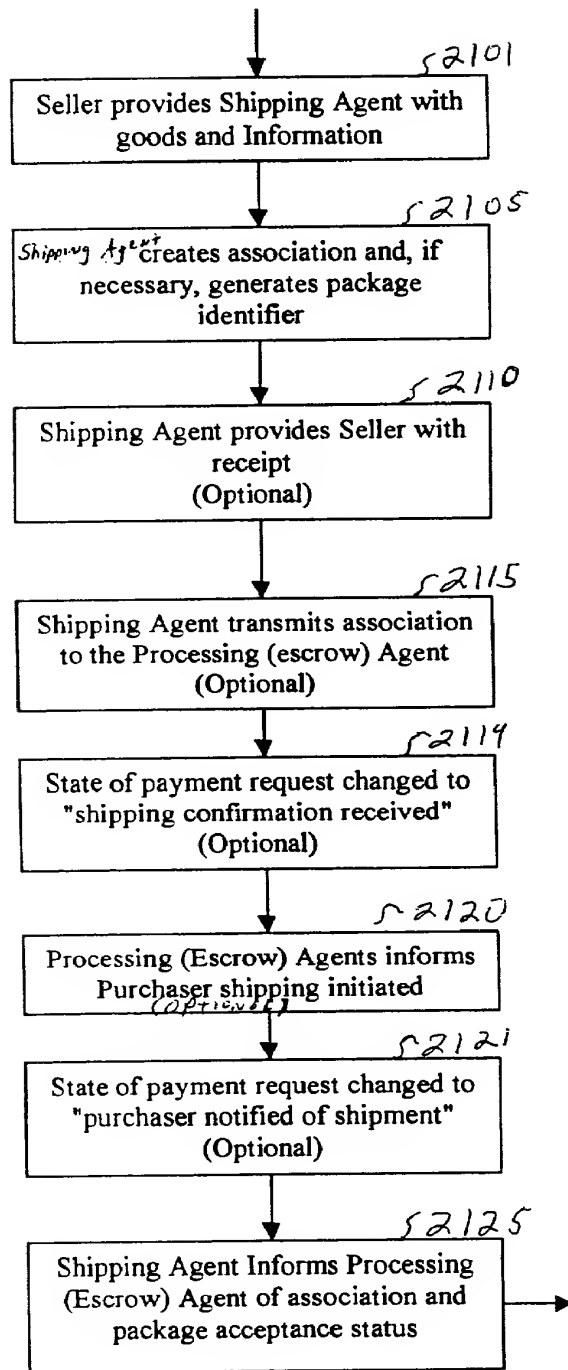 s2101
Seller provides Shipping Agent with
goods and Information
s2105
Shipping Agent creates association and, if
necessary, generates package
identifier
s2110
Shipping Agent provides Seller with
receipt
(Optional)
s2115
Shipping Agent transmits association
to the Processing (escrow) Agent
(Optional)
s2119
State of payment request changed to
"shipping confirmation received"
(Optional)
s2120
Processing (Escrow) Agents informs
Purchaser shipping initiated
(optional)
s2121
State of payment request changed to
"purchaser notified of shipment"
(Optional)
s2125
Shipping Agent Informs Processing
(Escrow) Agent of association and
package acceptance status